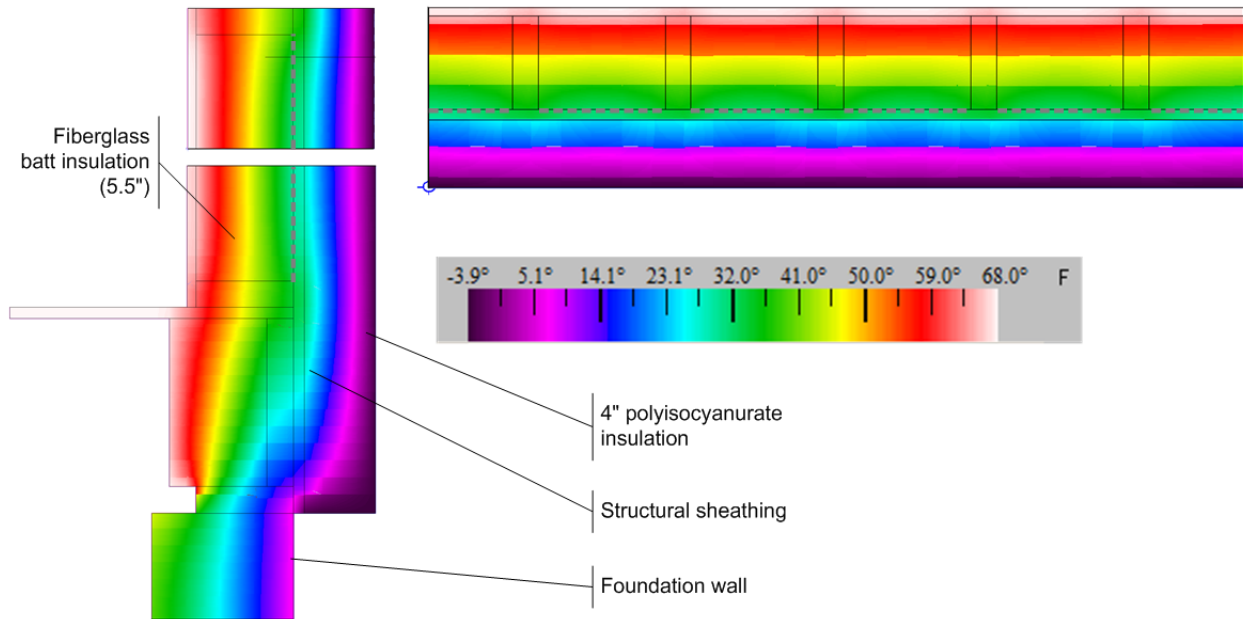 Fiberglass
batt insulation
(5.5")
-3.9° 5.1° 14.1° 23.1° 32.0° 41.0° 50.0° 59.0° 68.0° F
4" polyisocyanurate
insulation
Structural sheathing
Foundation wall